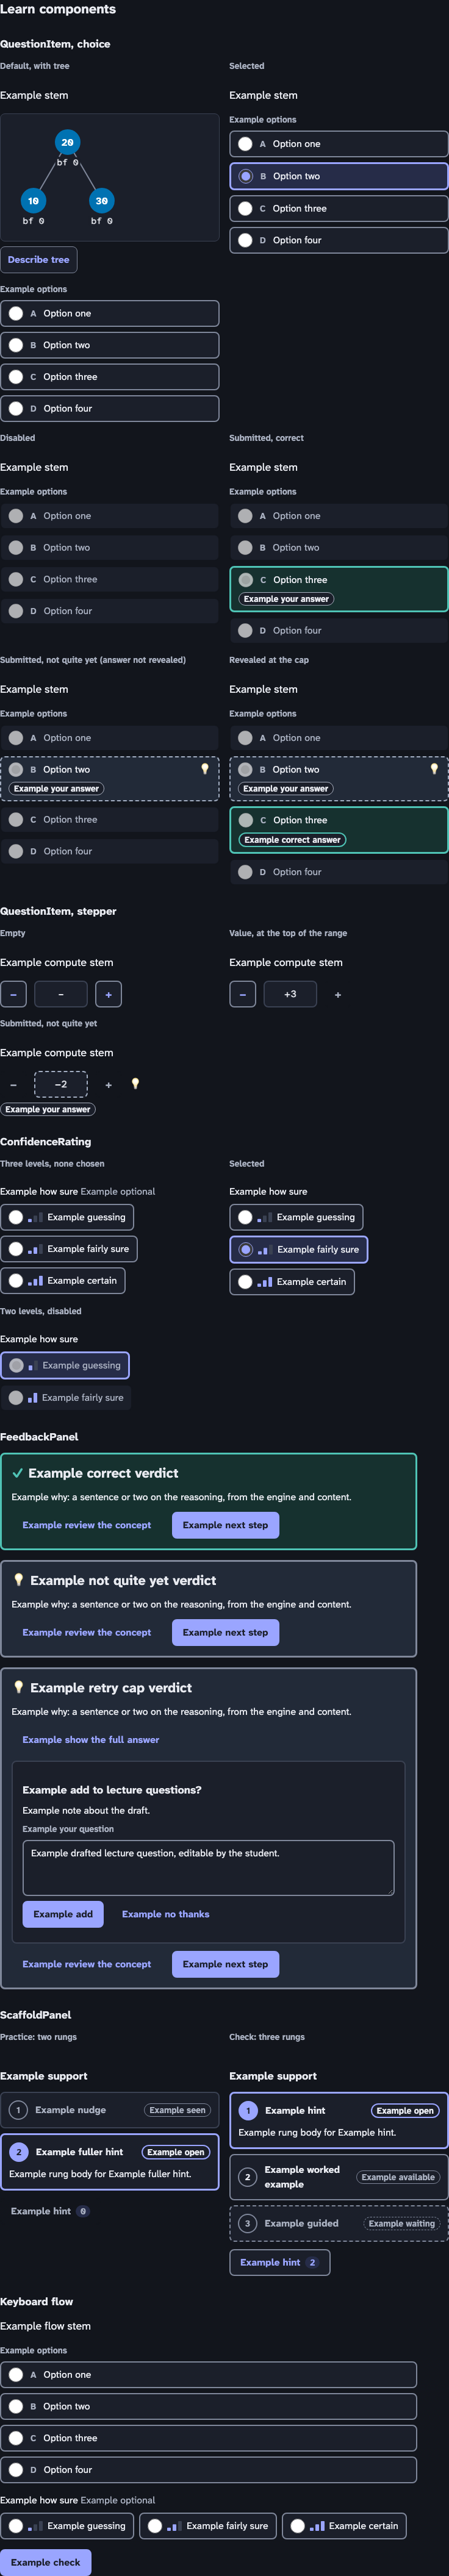 Learn components
QuestionItem, choice
Default, with tree
Example stem
20
bf 0
10
30
bf 0
bf 0
Describe tree
Example options
A Option one
B Option two
C Option three
D Option four
Selected
Example stem
Example options
A Option one
B Option two
C Option three
D Option four
Disabled
Example stem
Example options
A Option one
B Option two
C Option three
D Option four
Submitted, correct
Example stem
Example options
A Option one
B Option two
C Option three
Example your answer
D Option four
Submitted, not quite yet (answer not revealed)
Example stem
Example options
A Option one
B Option two
Example your answer
C Option three
D Option four
Revealed at the cap
Example stem
Example options
A Option one
B Option two
Example your answer
C Option three
Example correct answer
D Option four
QuestionItem, stepper
Empty
Example compute stem
− – +
Value, at the top of the range
Example compute stem
− +3 +
Submitted, not quite yet
Example compute stem
− −2 +
Example your answer
ConfidenceRating
Three levels, none chosen
Example how sure Example optional
Example guessing
Example fairly sure
Example certain
Selected
Example how sure
Example guessing
Example fairly sure
Example certain
Two levels, disabled
Example how sure
Example guessing
Example fairly sure
FeedbackPanel
Example correct verdict
Example why: a sentence or two on the reasoning, from the engine and content.
Example review the concept
Example next step
Example not quite yet verdict
Example why: a sentence or two on the reasoning, from the engine and content.
Example review the concept
Example next step
Example retry cap verdict
Example why: a sentence or two on the reasoning, from the engine and content.
Example show the full answer
Example add to lecture questions?
Example note about the draft.
Example your question
Example drafted lecture question, editable by the student.
Example add
Example no thanks
Example review the concept
Example next step
ScaffoldPanel
Practice: two rungs
Example support
1 Example nudge Example seen
2 Example fuller hint Example open
Example rung body for Example fuller hint.
Example hint 0
Check: three rungs
Example support
1 Example hint Example open
Example rung body for Example hint.
2 Example worked example Example available
3 Example guided Example waiting
Example hint 2
Keyboard flow
Example flow stem
Example options
A Option one
B Option two
C Option three
D Option four
Example how sure Example optional
Example guessing
Example fairly sure
Example certain
Example check